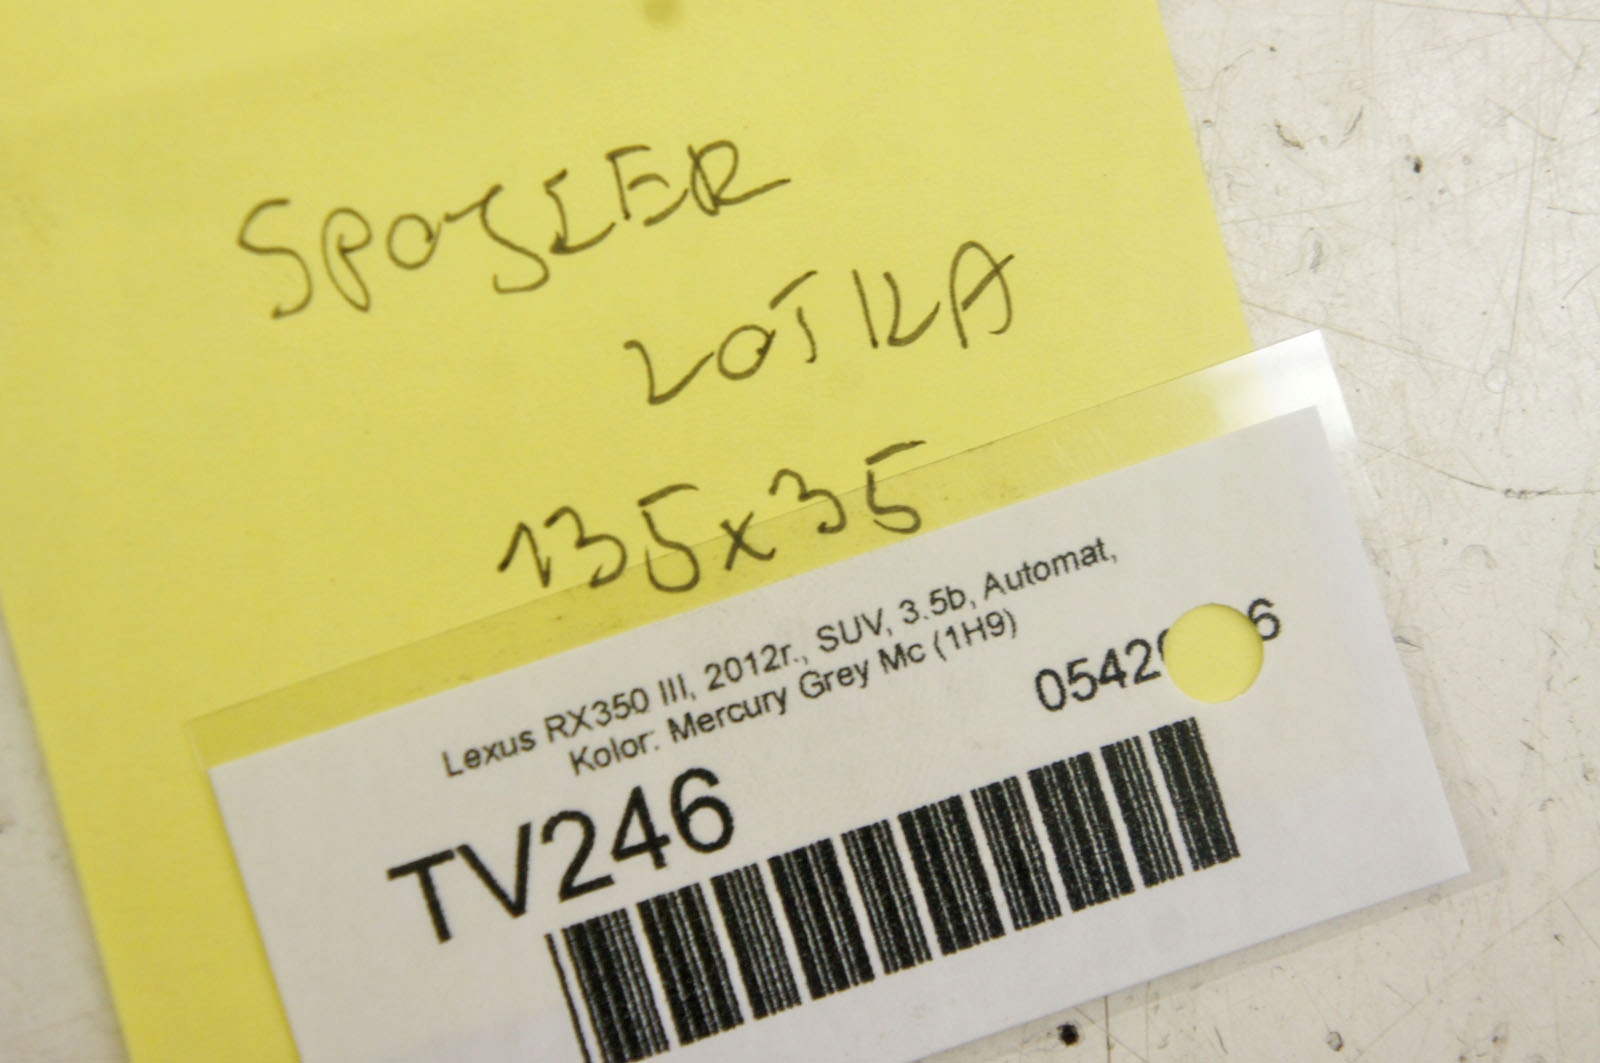 SPOJLER
LOTKA
135x35
Lexus RX350 III, 2012r., SUV, 3.5b, Automat,
Kolor: Mercury Grey Mc (1H9)
TV246